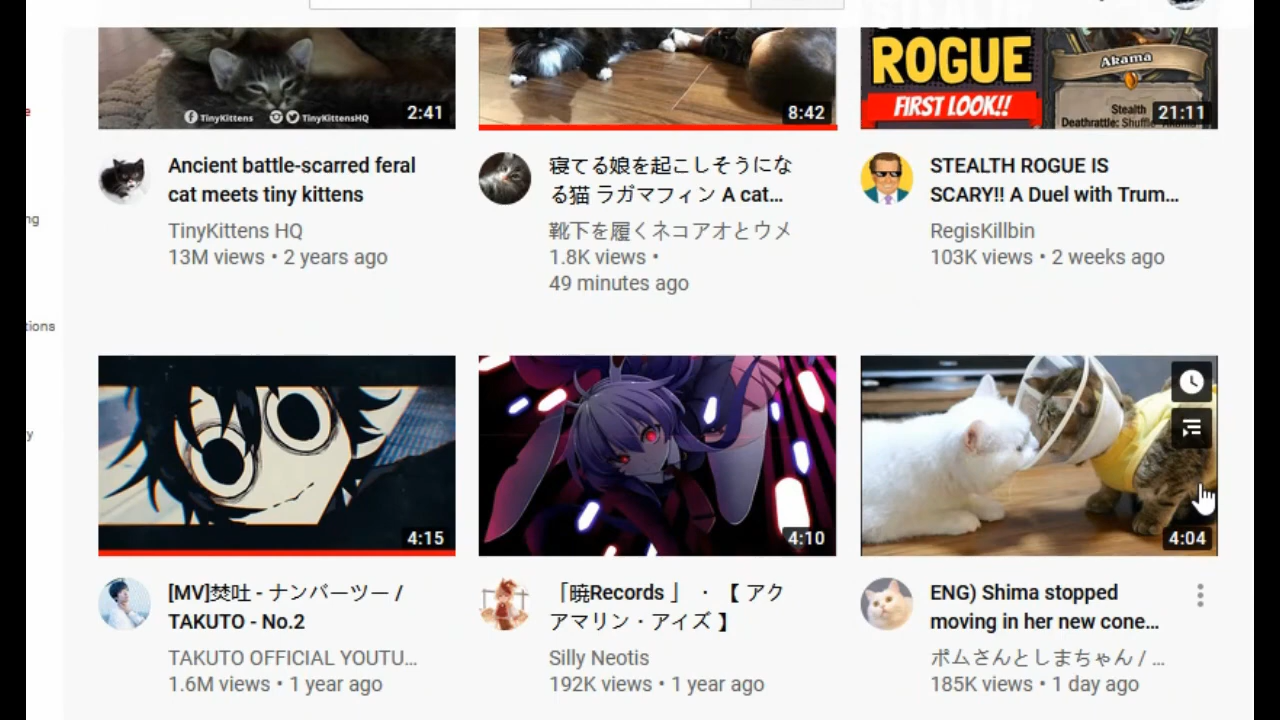 ROGUE
FIRST LOOK!!
Akama
Stealth
TinyKittens
TinyKittensHQ
2:41
8:42
21:11
Ancient battle-scarred feral
cat meets tiny kittens
TinyKittens HQ
13M views • 2 years ago
寝てる娘を起こしそうにな
る猫 ラガマフィン A cat...
靴下を履くネコアオとウメ
1.8K views •
49 minutes ago
STEALTH ROGUE IS
SCARY!! A Duel with Trum...
RegisKillbin
103K views • 2 weeks ago
4:15
4:10
4:04
[MV]焚吐 - ナンバーツー /
TAKUTO - No.2
TAKUTO OFFICIAL YOUTU...
1.6M views • 1 year ago
「暁Records 」 ・ 【 アク
アマリン・アイズ 】
Silly Neotis
192K views • 1 year ago
ENG) Shima stopped
moving in her new cone...
ポムさんとしまちゃん / ...
185K views • 1 day ago